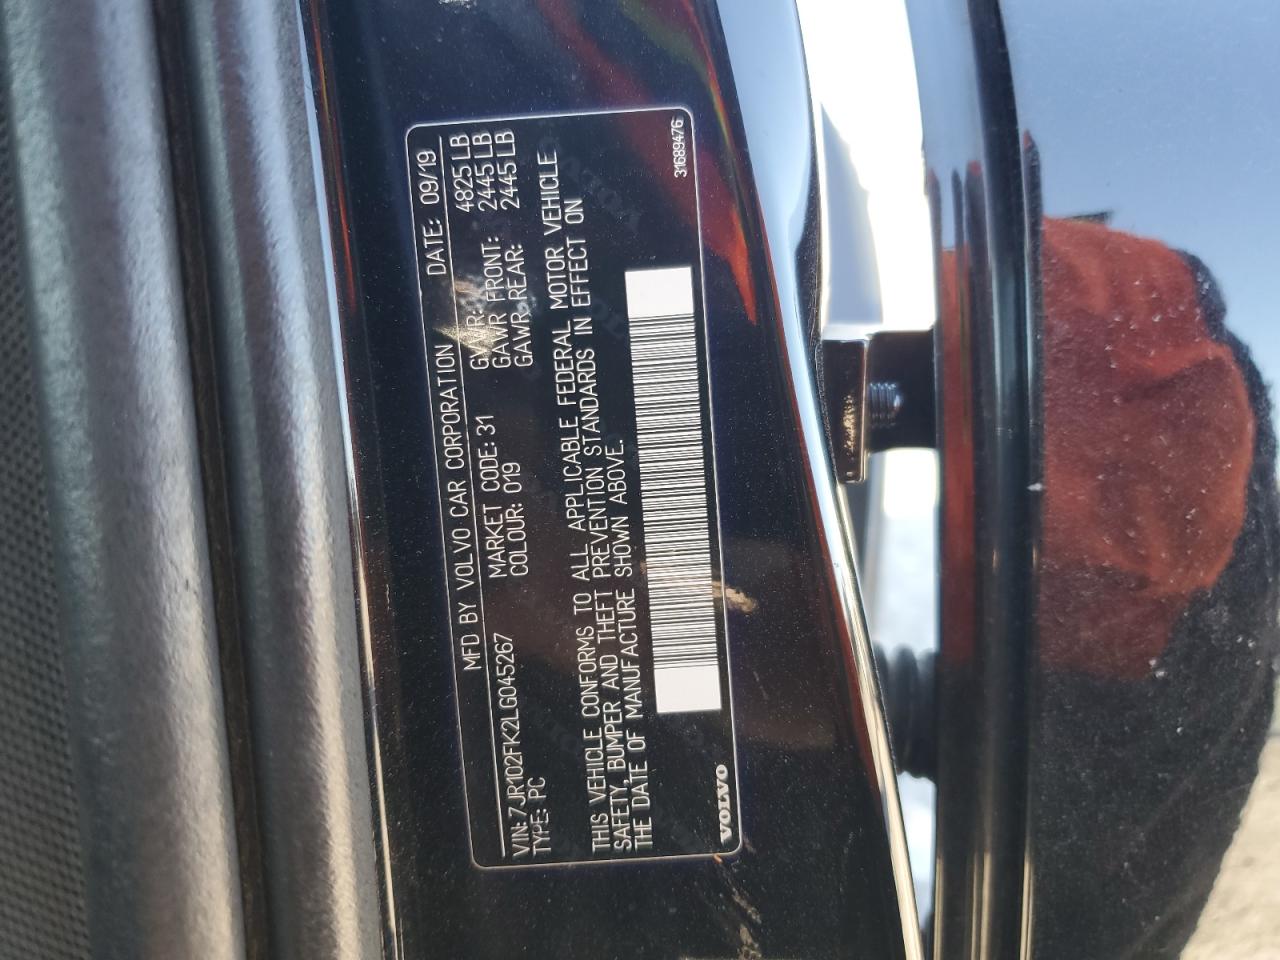 MFD BY VOLVO CAR CORPORATION DATE: 09/19
VIN: 7JR102FK2LG045267 MARKET CODE: 31 GVWR: 4825 LB
TYPE: PC COLOUR: 019 GAWR FRONT: 2445 LB
GAWR REAR: 2445 LB
THIS VEHICLE CONFORMS TO ALL APPLICABLE FEDERAL MOTOR VEHICLE
SAFETY, BUMPER AND THEFT PREVENTION STANDARDS IN EFFECT ON
THE DATE OF MANUFACTURE SHOWN ABOVE.
VOLVO 31689476